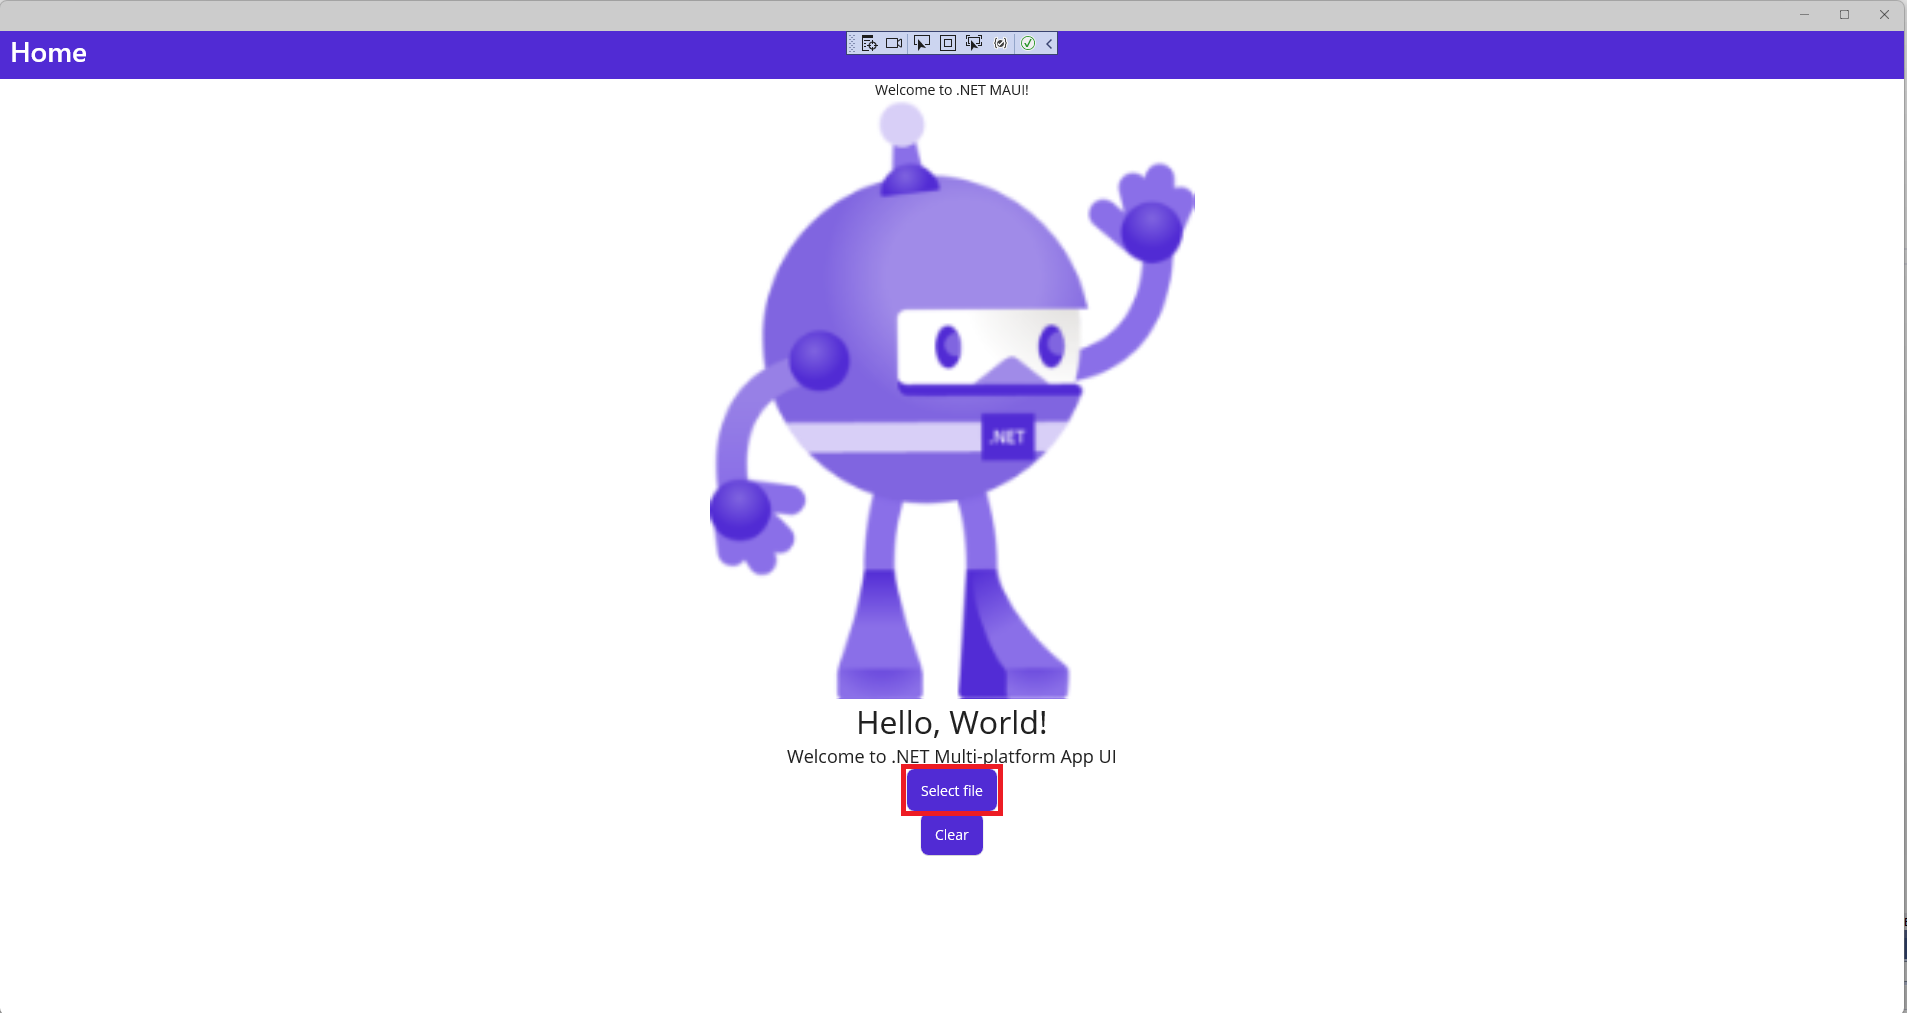 Home
Welcome to .NET MAUI!
.NET
Hello, World!
Welcome to .NET Multi-platform App UI
Select file
Clear